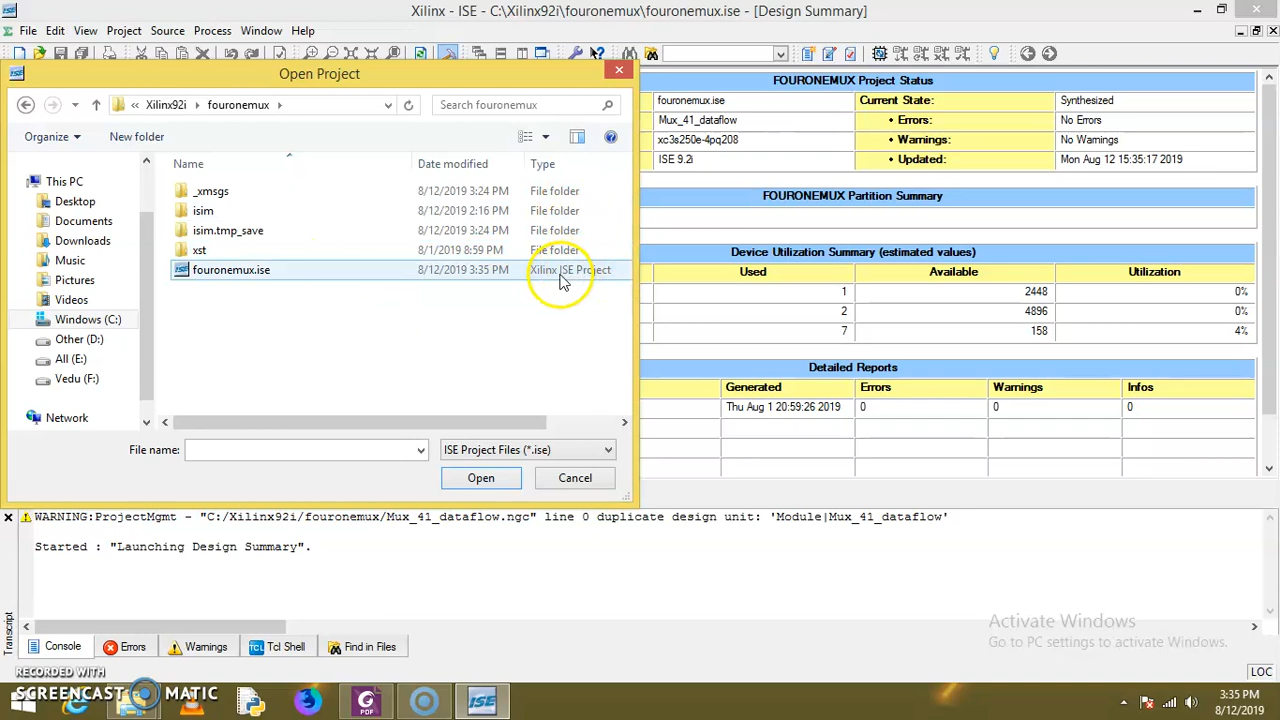 Xilinx - ISE - C:\Xilinx92i\fouronemux\fouronemux.ise - [Design Summary]
File Edit View Project Source Process Window Help
Open Project
Xilinx92i fouronemux Search fouronemux
Organize New folder
Name Date modified Type
This PC
Desktop
Documents
Downloads
Music
Pictures
Videos
Windows (C:)
Other (D:)
All (E:)
Vedu (F:)
Network
_xmsgs 8/12/2019 3:24 PM File folder
isim 8/12/2019 2:16 PM File folder
isim.tmp_save 8/12/2019 3:24 PM File folder
xst 8/1/2019 8:59 PM File folder
fouronemux.ise 8/12/2019 3:35 PM Xilinx ISE Project
File name: ISE Project Files (*.ise)
Open Cancel
FOURONEMUX Project Status
fouronemux.ise Current State: Synthesized
Mux_41_dataflow • Errors: No Errors
xc3s250e-4pq208 • Warnings: No Warnings
ISE 9.2i • Updated: Mon Aug 12 15:35:17 2019
FOURONEMUX Partition Summary
Device Utilization Summary (estimated values)
Used Available Utilization
1 2448 0%
2 4896 0%
7 158 4%
Detailed Reports
Generated Errors Warnings Infos
Thu Aug 1 20:59:26 2019 0 0 0
WARNING:ProjectMgmt - "C:/Xilinx92i/fouronemux/Mux_41_dataflow.ngc" line 0 duplicate design unit: 'Module|Mux_41_dataflow'
Started : "Launching Design Summary".
Transcript
Console Errors Warnings Tcl Shell Find in Files
TCL
Activate Windows
Go to PC settings to activate Windows.
LOC
RECORDED WITH
SCREENCAST MATIC
PDF
ISE
3:35 PM
8/12/2019